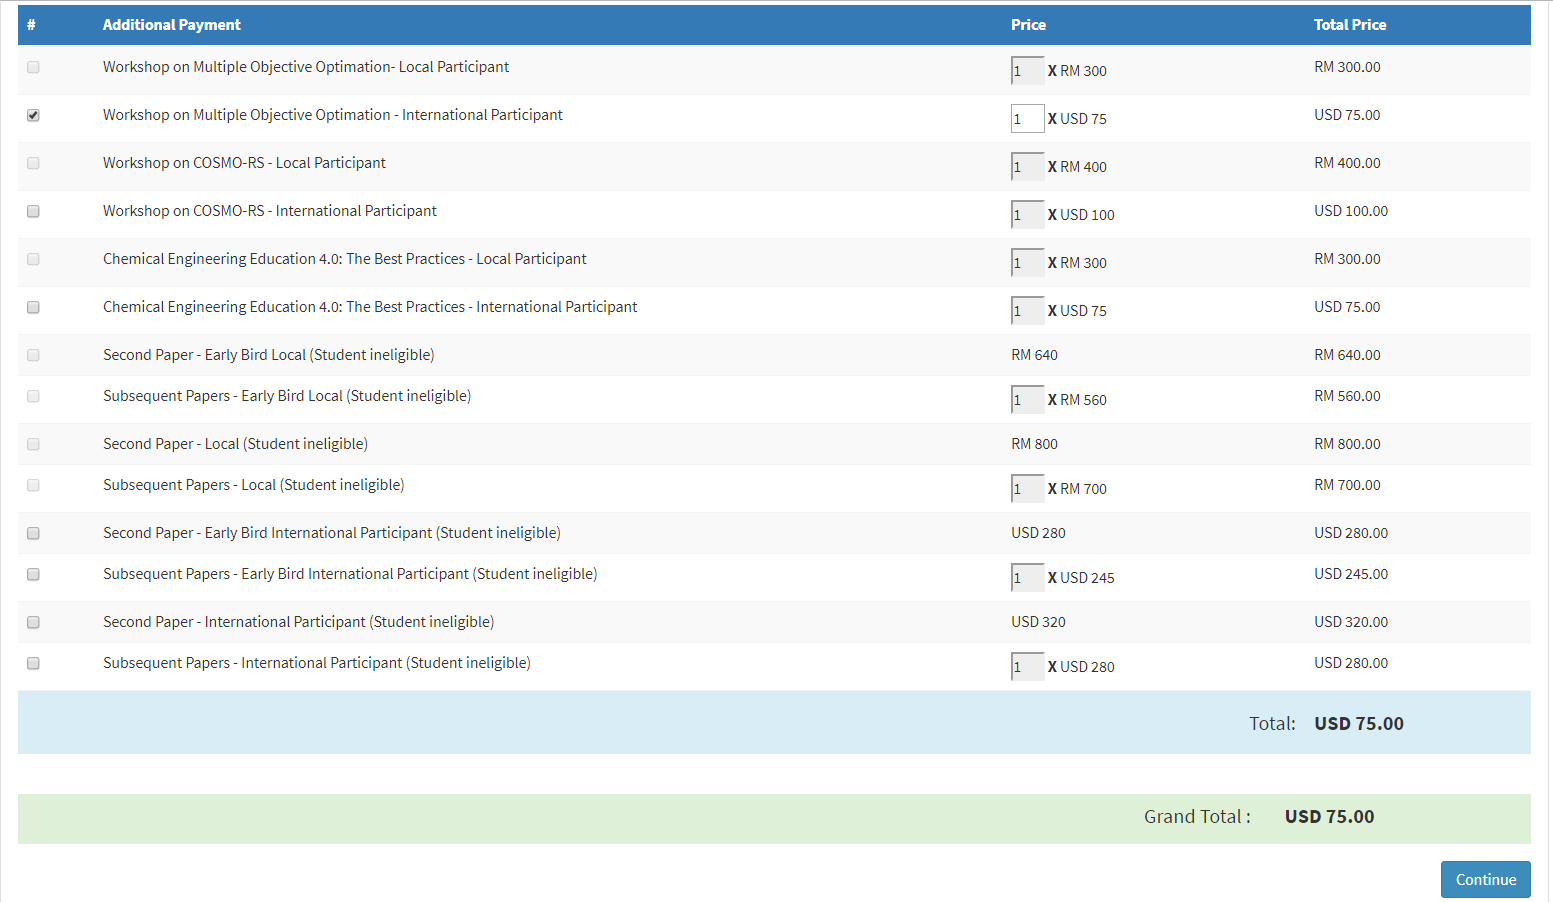 # Additional Payment Price Total Price
Workshop on Multiple Objective Optimation- Local Participant 1 X RM 300 RM 300.00
Workshop on Multiple Objective Optimation - International Participant 1 X USD 75 USD 75.00
Workshop on COSMO-RS - Local Participant 1 X RM 400 RM 400.00
Workshop on COSMO-RS - International Participant 1 X USD 100 USD 100.00
Chemical Engineering Education 4.0: The Best Practices - Local Participant 1 X RM 300 RM 300.00
Chemical Engineering Education 4.0: The Best Practices - International Participant 1 X USD 75 USD 75.00
Second Paper - Early Bird Local (Student ineligible) RM 640 RM 640.00
Subsequent Papers - Early Bird Local (Student ineligible) 1 X RM 560 RM 560.00
Second Paper - Local (Student ineligible) RM 800 RM 800.00
Subsequent Papers - Local (Student ineligible) 1 X RM 700 RM 700.00
Second Paper - Early Bird International Participant (Student ineligible) USD 280 USD 280.00
Subsequent Papers - Early Bird International Participant (Student ineligible) 1 X USD 245 USD 245.00
Second Paper - International Participant (Student ineligible) USD 320 USD 320.00
Subsequent Papers - International Participant (Student ineligible) 1 X USD 280 USD 280.00
Total: USD 75.00
Grand Total : USD 75.00
Continue